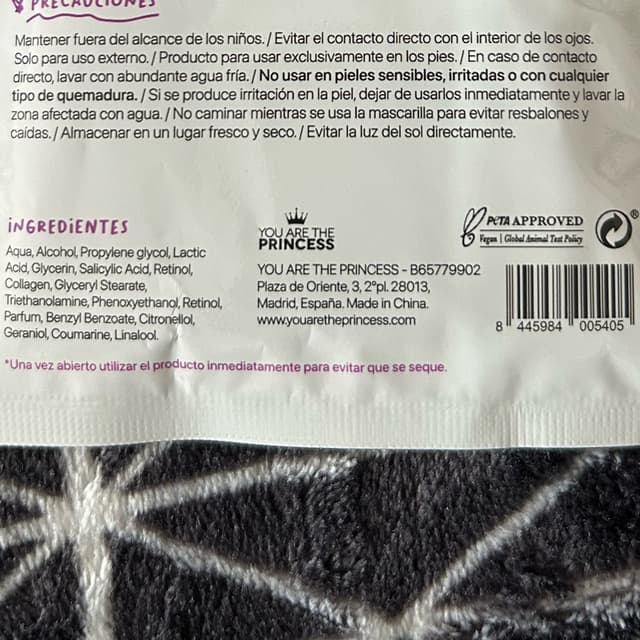 PRECAUCIONES
Mantener fuera del alcance de los niños. / Evitar el contacto directo con el interior de los ojos.
Solo para uso externo. / Producto para usar exclusivamente en los pies. / En caso de contacto
directo, lavar con abundante agua fría. / No usar en pieles sensibles, irritadas o con cualquier
tipo de quemadura. / Si se produce irritación en la piel, dejar de usarlos inmediatamente y lavar la
zona afectada con agua. / No caminar mientras se usa la mascarilla para evitar resbalones y
caídas. / Almacenar en un lugar fresco y seco. / Evitar la luz del sol directamente.
iNGREDiENTES
Aqua, Alcohol, Propylene glycol, Lactic
Acid, Glycerin, Salicylic Acid, Retinol,
Collagen, Glyceryl Stearate,
Triethanolamine, Phenoxyethanol, Retinol,
Parfum, Benzyl Benzoate, Citronellol,
Geraniol, Coumarine, Linalool.
YOU ARE THE
PRINCESS
YOU ARE THE PRINCESS - B65779902
Plaza de Oriente, 3, 2ºpl. 28013,
Madrid, España. Made in China.
www.youaretheprincess.com
PETA APPROVED
Vegan | Global Animal Test Policy
®
8 445984 005405
*Una vez abierto utilizar el producto inmediatamente para evitar que se seque.